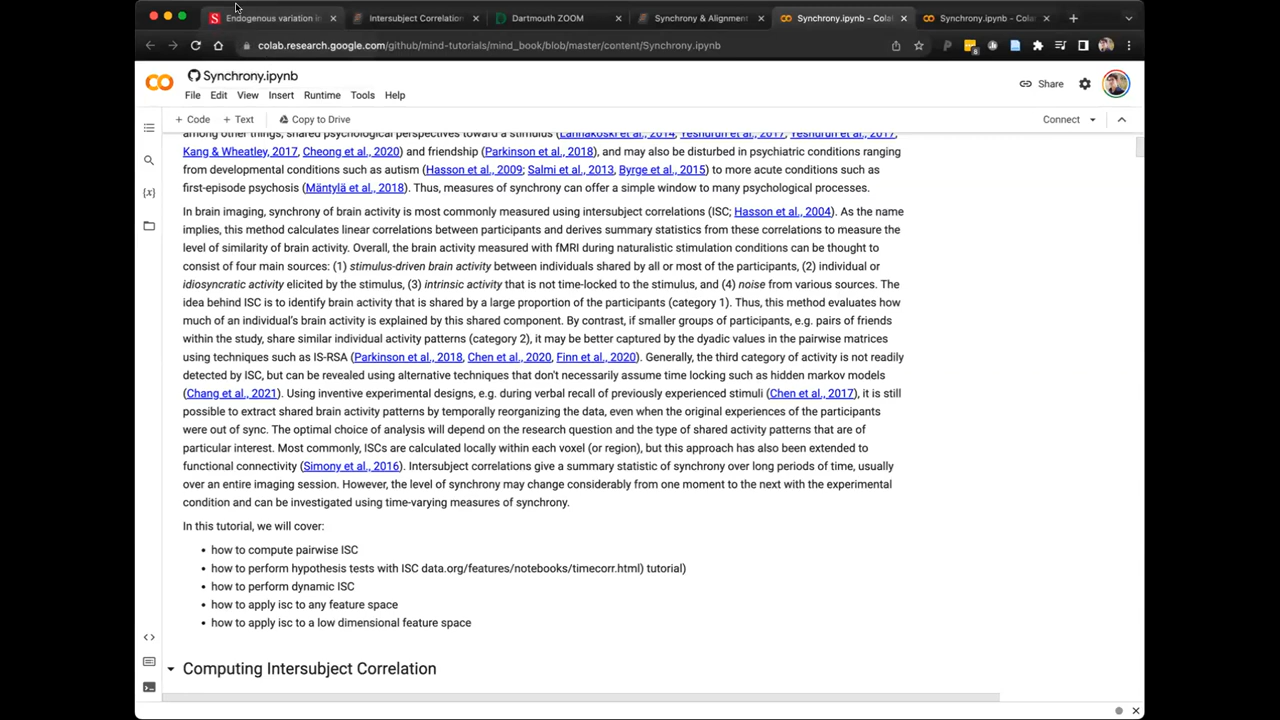 Endogenous variation in
Intersubject Correlation
Dartmouth ZOOM
Synchrony & Alignment
Synchrony.ipynb - Cola
Synchrony.ipynb - Cola
colab.research.google.com/github/mind-tutorials/mind_book/blob/master/content/Synchrony.ipynb
Synchrony.ipynb
Share
File Edit View Insert Runtime Tools Help
+ Code + Text Copy to Drive
Connect
among other things, shared psychological perspectives toward a stimulus (Lahnakoski et al., 2014, Yeshurun et al., 2017, Yeshurun et al., 2017,
Kang & Wheatley, 2017, Cheong et al., 2020) and friendship (Parkinson et al., 2018), and may also be disturbed in psychiatric conditions ranging
from developmental conditions such as autism (Hasson et al., 2009; Salmi et al., 2013, Byrge et al., 2015) to more acute conditions such as
first-episode psychosis (Mäntylä et al., 2018). Thus, measures of synchrony can offer a simple window to many psychological processes.
In brain imaging, synchrony of brain activity is most commonly measured using intersubject correlations (ISC; Hasson et al., 2004). As the name
implies, this method calculates linear correlations between participants and derives summary statistics from these correlations to measure the
level of similarity of brain activity. Overall, the brain activity measured with fMRI during naturalistic stimulation conditions can be thought to
consist of four main sources: (1) stimulus-driven brain activity between individuals shared by all or most of the participants, (2) individual or
idiosyncratic activity elicited by the stimulus, (3) intrinsic activity that is not time-locked to the stimulus, and (4) noise from various sources. The
idea behind ISC is to identify brain activity that is shared by a large proportion of the participants (category 1). Thus, this method evaluates how
much of an individual's brain activity is explained by this shared component. By contrast, if smaller groups of participants, e.g. pairs of friends
within the study, share similar individual activity patterns (category 2), it may be better captured by the dyadic values in the pairwise matrices
using techniques such as IS-RSA (Parkinson et al., 2018, Chen et al., 2020, Finn et al., 2020). Generally, the third category of activity is not readily
detected by ISC, but can be revealed using alternative techniques that don't necessarily assume time locking such as hidden markov models
(Chang et al., 2021). Using inventive experimental designs, e.g. during verbal recall of previously experienced stimuli (Chen et al., 2017), it is still
possible to extract shared brain activity patterns by temporally reorganizing the data, even when the original experiences of the participants
were out of sync. The optimal choice of analysis will depend on the research question and the type of shared activity patterns that are of
particular interest. Most commonly, ISCs are calculated locally within each voxel (or region), but this approach has also been extended to
functional connectivity (Simony et al., 2016). Intersubject correlations give a summary statistic of synchrony over long periods of time, usually
over an entire imaging session. However, the level of synchrony may change considerably from one moment to the next with the experimental
condition and can be investigated using time-varying measures of synchrony.
In this tutorial, we will cover:
• how to compute pairwise ISC
• how to perform hypothesis tests with ISC data.org/features/notebooks/timecorr.html) tutorial)
• how to perform dynamic ISC
• how to apply isc to any feature space
• how to apply isc to a low dimensional feature space
Computing Intersubject Correlation